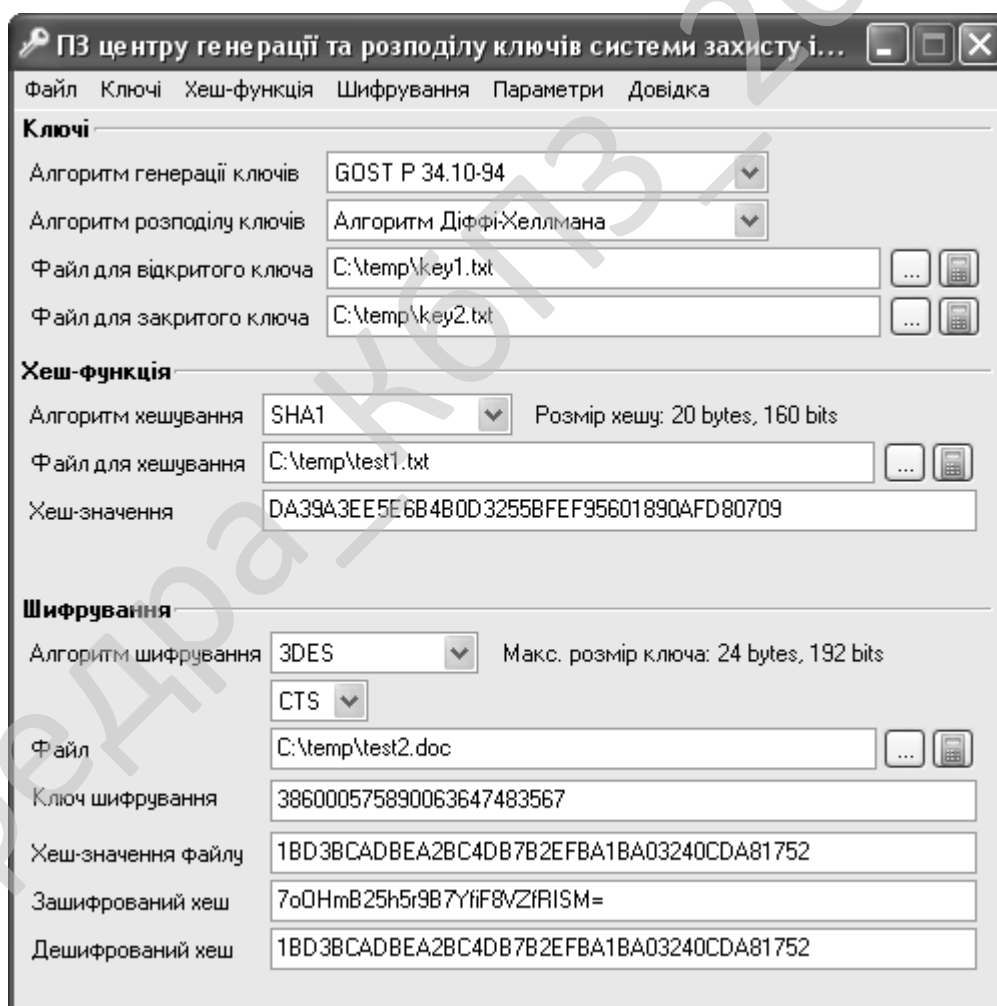 ПЗ центру генерації та розподілу ключів системи захисту і...
Файл Ключі Хеш-функція Шифрування Параметри Довідка
Ключі
Алгоритм генерації ключів GOST P 34.10-94
Алгоритм розподілу ключів Алгоритм Діффі-Хеллмана
Файл для відкритого ключа C:\temp\key1.txt ...
Файл для закритого ключа C:\temp\key2.txt ...
Хеш-функція
Алгоритм хешування SHA1 Розмір хешу: 20 bytes, 160 bits
Файл для хешування C:\temp\test1.txt ...
Хеш-значення DA39A3EE5E6B4B0D3255BFEF95601890AFD80709
Шифрування
Алгоритм шифрування 3DES Макс. розмір ключа: 24 bytes, 192 bits
CTS
Файл C:\temp\test2.doc ...
Ключ шифрування 386000575890063647483567
Хеш-значення файлу 1BD3BCADBEA2BC4DB7B2EFBA1BA03240CDA81752
Зашифрований хеш 7oOHmB25h5r9B7YfiF8VZfRISM=
Дешифрований хеш 1BD3BCADBEA2BC4DB7B2EFBA1BA03240CDA81752